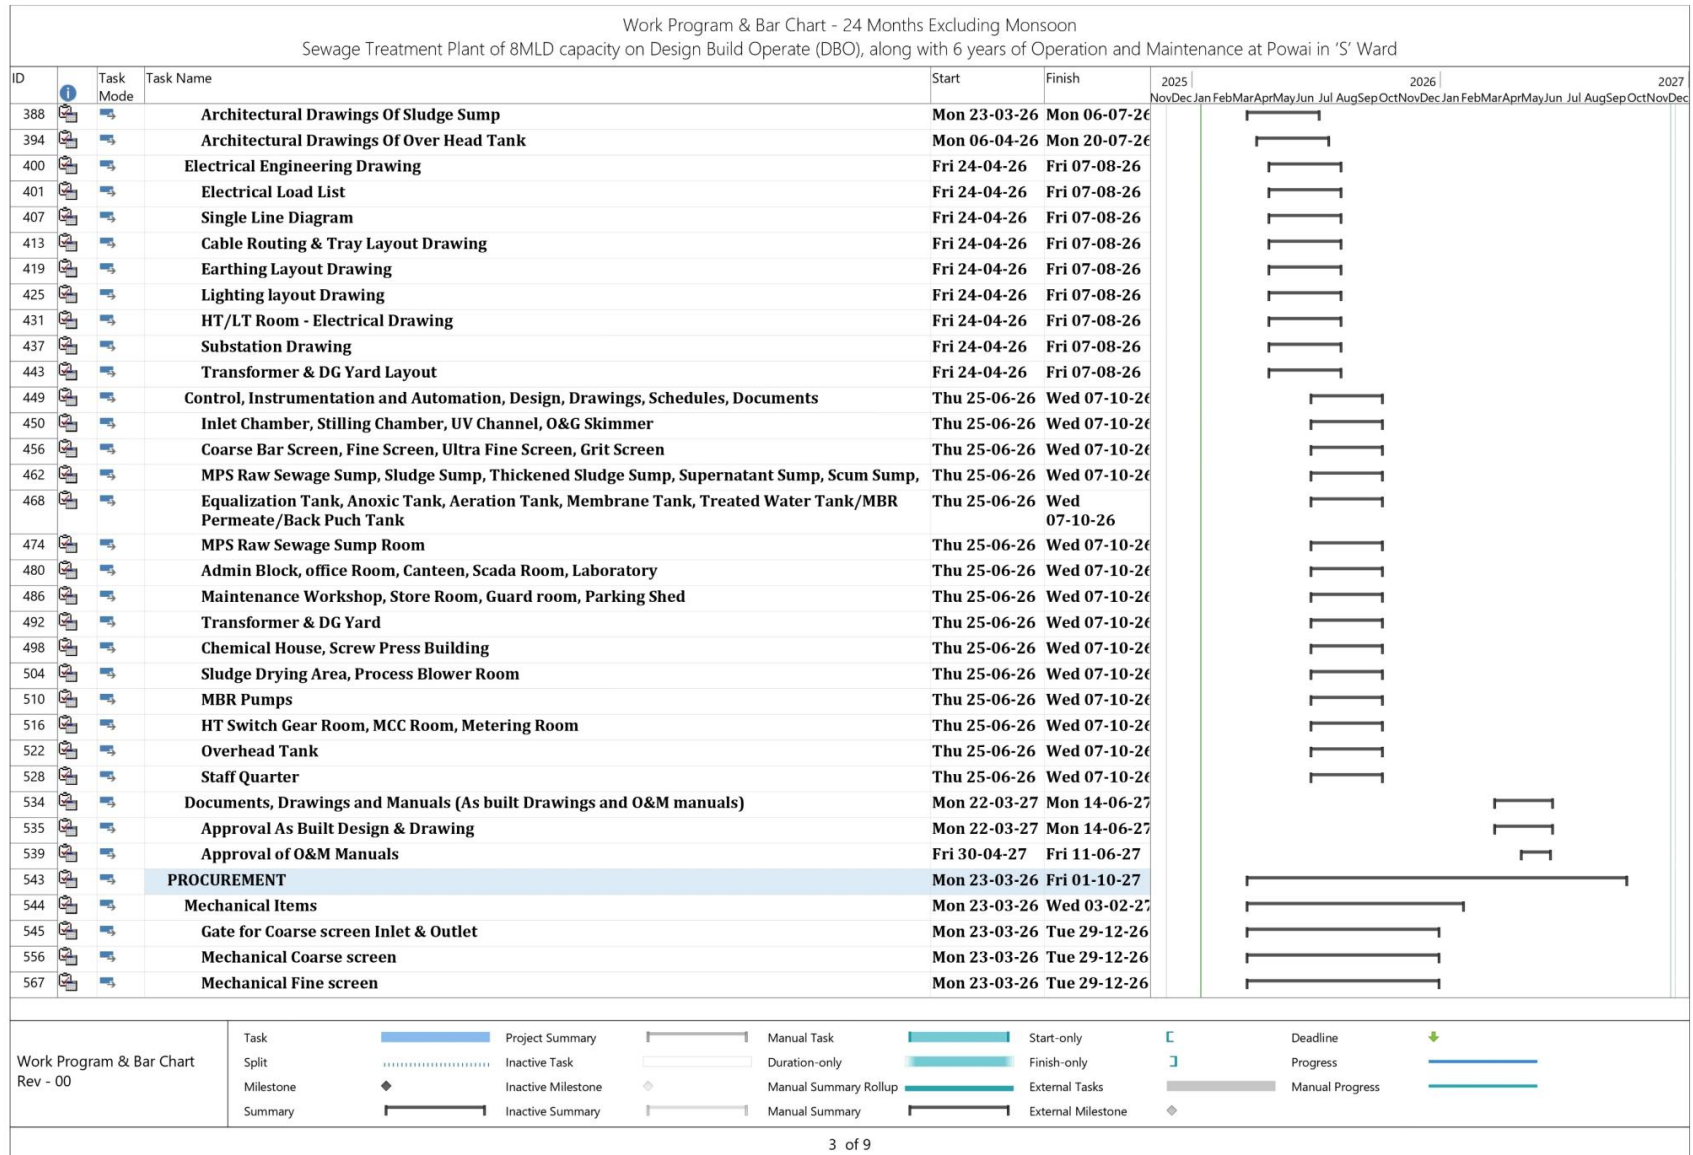 Work Program & Bar Chart - 24 Months Excluding Monsoon
Sewage Treatment Plant of 8MLD capacity on Design Build Operate (DBO), along with 6 years of Operation and Maintenance at Powai in ‘S’ Ward
ID Task Mode Task Name Start Finish
2025 2026 2027
NovDec Jan FebMarAprMayJun Jul AugSepOctNovDec Jan FebMarAprMayJun Jul AugSepOctNovDec
388 Architectural Drawings Of Sludge Sump Mon 23-03-26 Mon 06-07-26
394 Architectural Drawings Of Over Head Tank Mon 06-04-26 Mon 20-07-26
400 Electrical Engineering Drawing Fri 24-04-26 Fri 07-08-26
401 Electrical Load List Fri 24-04-26 Fri 07-08-26
407 Single Line Diagram Fri 24-04-26 Fri 07-08-26
413 Cable Routing & Tray Layout Drawing Fri 24-04-26 Fri 07-08-26
419 Earthing Layout Drawing Fri 24-04-26 Fri 07-08-26
425 Lighting layout Drawing Fri 24-04-26 Fri 07-08-26
431 HT/LT Room - Electrical Drawing Fri 24-04-26 Fri 07-08-26
437 Substation Drawing Fri 24-04-26 Fri 07-08-26
443 Transformer & DG Yard Layout Fri 24-04-26 Fri 07-08-26
449 Control, Instrumentation and Automation, Design, Drawings, Schedules, Documents Thu 25-06-26 Wed 07-10-26
450 Inlet Chamber, Stilling Chamber, UV Channel, O&G Skimmer Thu 25-06-26 Wed 07-10-26
456 Coarse Bar Screen, Fine Screen, Ultra Fine Screen, Grit Screen Thu 25-06-26 Wed 07-10-26
462 MPS Raw Sewage Sump, Sludge Sump, Thickened Sludge Sump, Supernatant Sump, Scum Sump, Thu 25-06-26 Wed 07-10-26
468 Equalization Tank, Anoxic Tank, Aeration Tank, Membrane Tank, Treated Water Tank/MBR Thu 25-06-26 Wed
Permeate/Back Puch Tank 07-10-26
474 MPS Raw Sewage Sump Room Thu 25-06-26 Wed 07-10-26
480 Admin Block, office Room, Canteen, Scada Room, Laboratory Thu 25-06-26 Wed 07-10-26
486 Maintenance Workshop, Store Room, Guard room, Parking Shed Thu 25-06-26 Wed 07-10-26
492 Transformer & DG Yard Thu 25-06-26 Wed 07-10-26
498 Chemical House, Screw Press Building Thu 25-06-26 Wed 07-10-26
504 Sludge Drying Area, Process Blower Room Thu 25-06-26 Wed 07-10-26
510 MBR Pumps Thu 25-06-26 Wed 07-10-26
516 HT Switch Gear Room, MCC Room, Metering Room Thu 25-06-26 Wed 07-10-26
522 Overhead Tank Thu 25-06-26 Wed 07-10-26
528 Staff Quarter Thu 25-06-26 Wed 07-10-26
534 Documents, Drawings and Manuals (As built Drawings and O&M manuals) Mon 22-03-27 Mon 14-06-27
535 Approval As Built Design & Drawing Mon 22-03-27 Mon 14-06-27
539 Approval of O&M Manuals Fri 30-04-27 Fri 11-06-27
543 PROCUREMENT Mon 23-03-26 Fri 01-10-27
544 Mechanical Items Mon 23-03-26 Wed 03-02-27
545 Gate for Coarse screen Inlet & Outlet Mon 23-03-26 Tue 29-12-26
556 Mechanical Coarse screen Mon 23-03-26 Tue 29-12-26
567 Mechanical Fine screen Mon 23-03-26 Tue 29-12-26
Work Program & Bar Chart
Rev - 00
Task Project Summary Manual Task Start-only Deadline
Split Inactive Task Duration-only Finish-only Progress
Milestone Inactive Milestone Manual Summary Rollup External Tasks Manual Progress
Summary Inactive Summary Manual Summary External Milestone
3 of 9